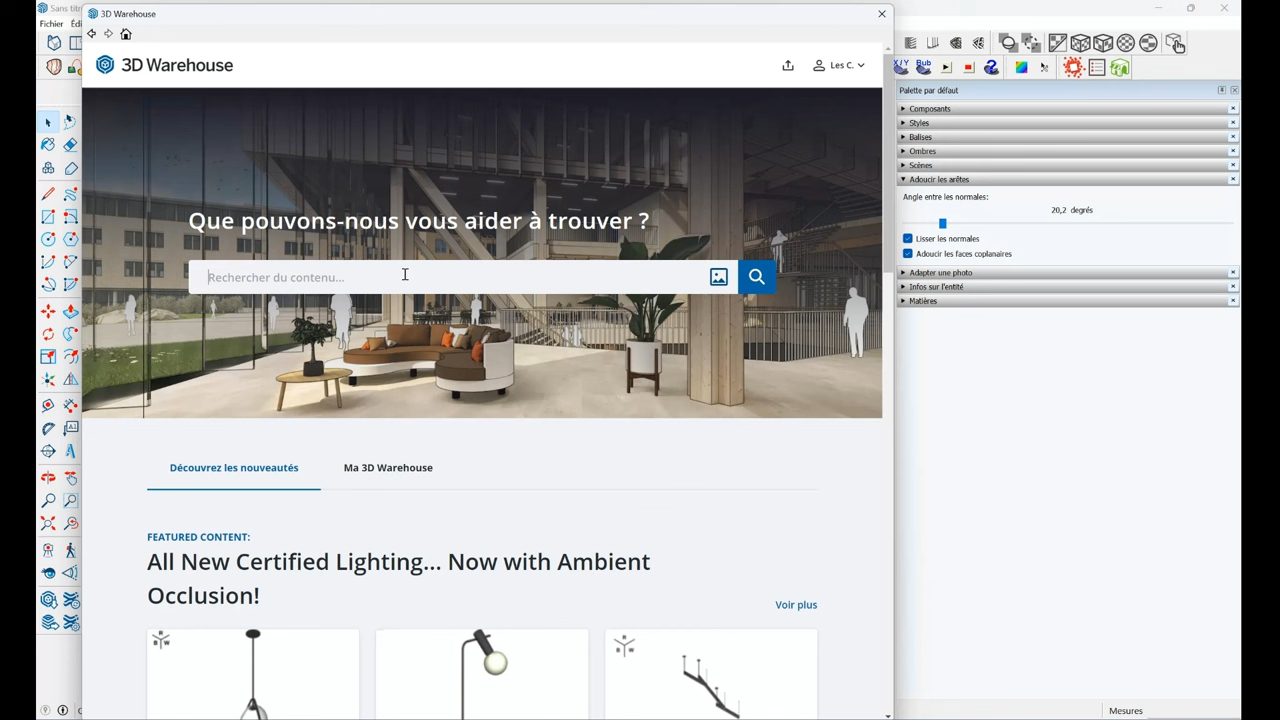 Sans titr
3D Warehouse
Fichier Édi
3D Warehouse
Les C.
X/Y Bub
Palette par défaut
Composants
Styles
Balises
Ombres
Scènes
Adoucir les arêtes
Angle entre les normales:
20,2 degrés
Lisser les normales
Adoucir les faces coplanaires
Adapter une photo
Infos sur l'entité
Matières
Que pouvons-nous vous aider à trouver ?
Rechercher du contenu...
Découvrez les nouveautés Ma 3D Warehouse
FEATURED CONTENT:
All New Certified Lighting... Now with Ambient
Occlusion!
Voir plus
Mesures